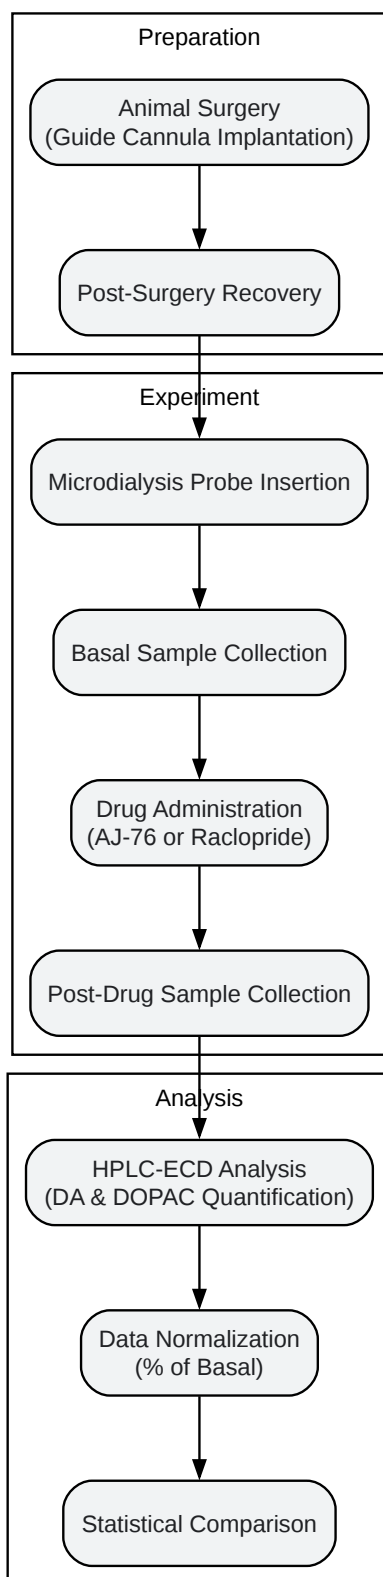 Preparation
Animal Surgery
(Guide Cannula Implantation)
Post-Surgery Recovery
Experiment
Microdialysis Probe Insertion
Basal Sample Collection
Drug Administration
(AJ-76 or Raclopride)
Post-Drug Sample Collection
Analysis
HPLC-ECD Analysis
(DA & DOPAC Quantification)
Data Normalization
(% of Basal)
Statistical Comparison